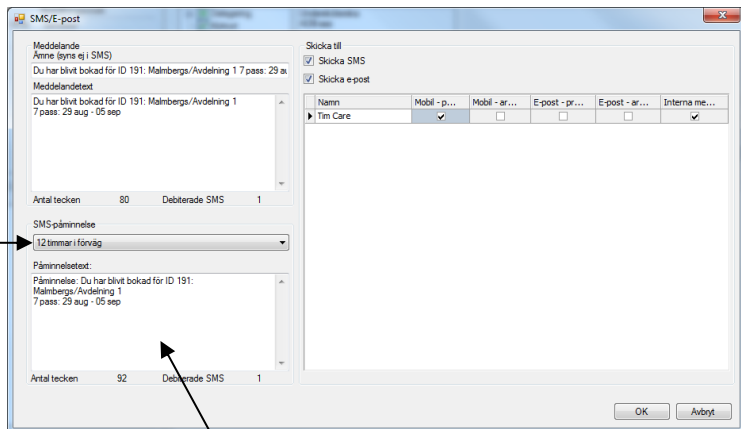 SMS/E-post
Meddelande
Ämne (syns ej i SMS)
Du har blivit bokad för ID 191: Malmbergs/Avdelning 1 7 pass: 29 au
Meddelandetext
Du har blivit bokad för ID 191: Malmbergs/Avdelning 1
7 pass: 29 aug - 05 sep
Antal tecken 80 Debiterade SMS 1
SMS-påminnelse
12 timmar i förväg
Påminnelsetext:
Påminnelse: Du har blivit bokad för ID 191:
Malmbergs/Avdelning 1
7 pass: 29 aug - 05 sep
Antal tecken 92 Debiterade SMS 1
Skicka till
Skicka SMS
Skicka e-post
Namn Mobil - p... Mobil - ar... E-post - pr... E-post - ar... Interna me...
Tim Care
OK Avbryt